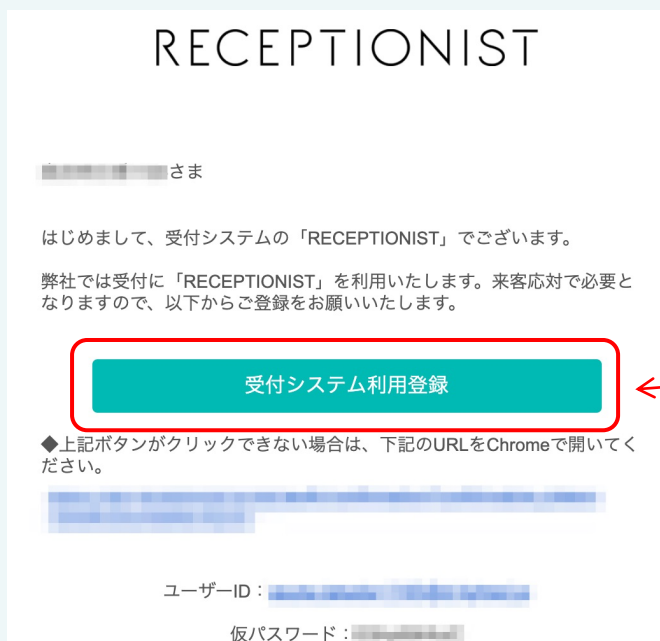 RECEPTIONIST
さま
はじめまして、受付システムの「RECEPTIONIST」でございます。
弊社では受付に「RECEPTIONIST」を利用いたします。来客応対で必要と
なりますので、以下からご登録をお願いいたします。
受付システム利用登録
◆上記ボタンがクリックできない場合は、下記のURLをChromeで開いてく
ださい。
ユーザーID：
仮パスワード：